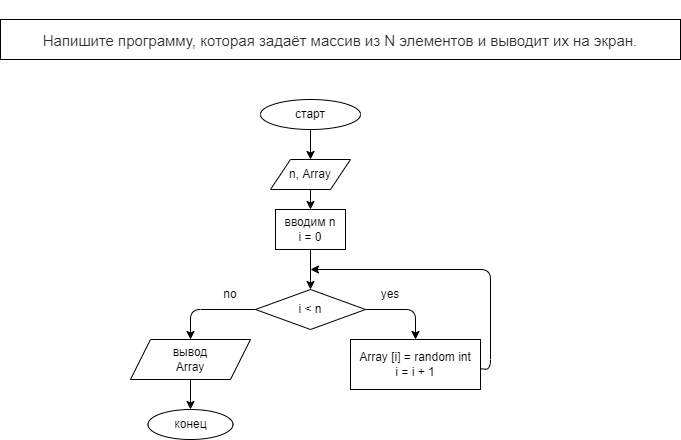 Напишите программу, которая задаёт массив из N элементов и выводит их на экран.
старт
n, Array
вводим n
i = 0
no
yes
i < n
вывод
Array
Array [i] = random int
i = i + 1
конец